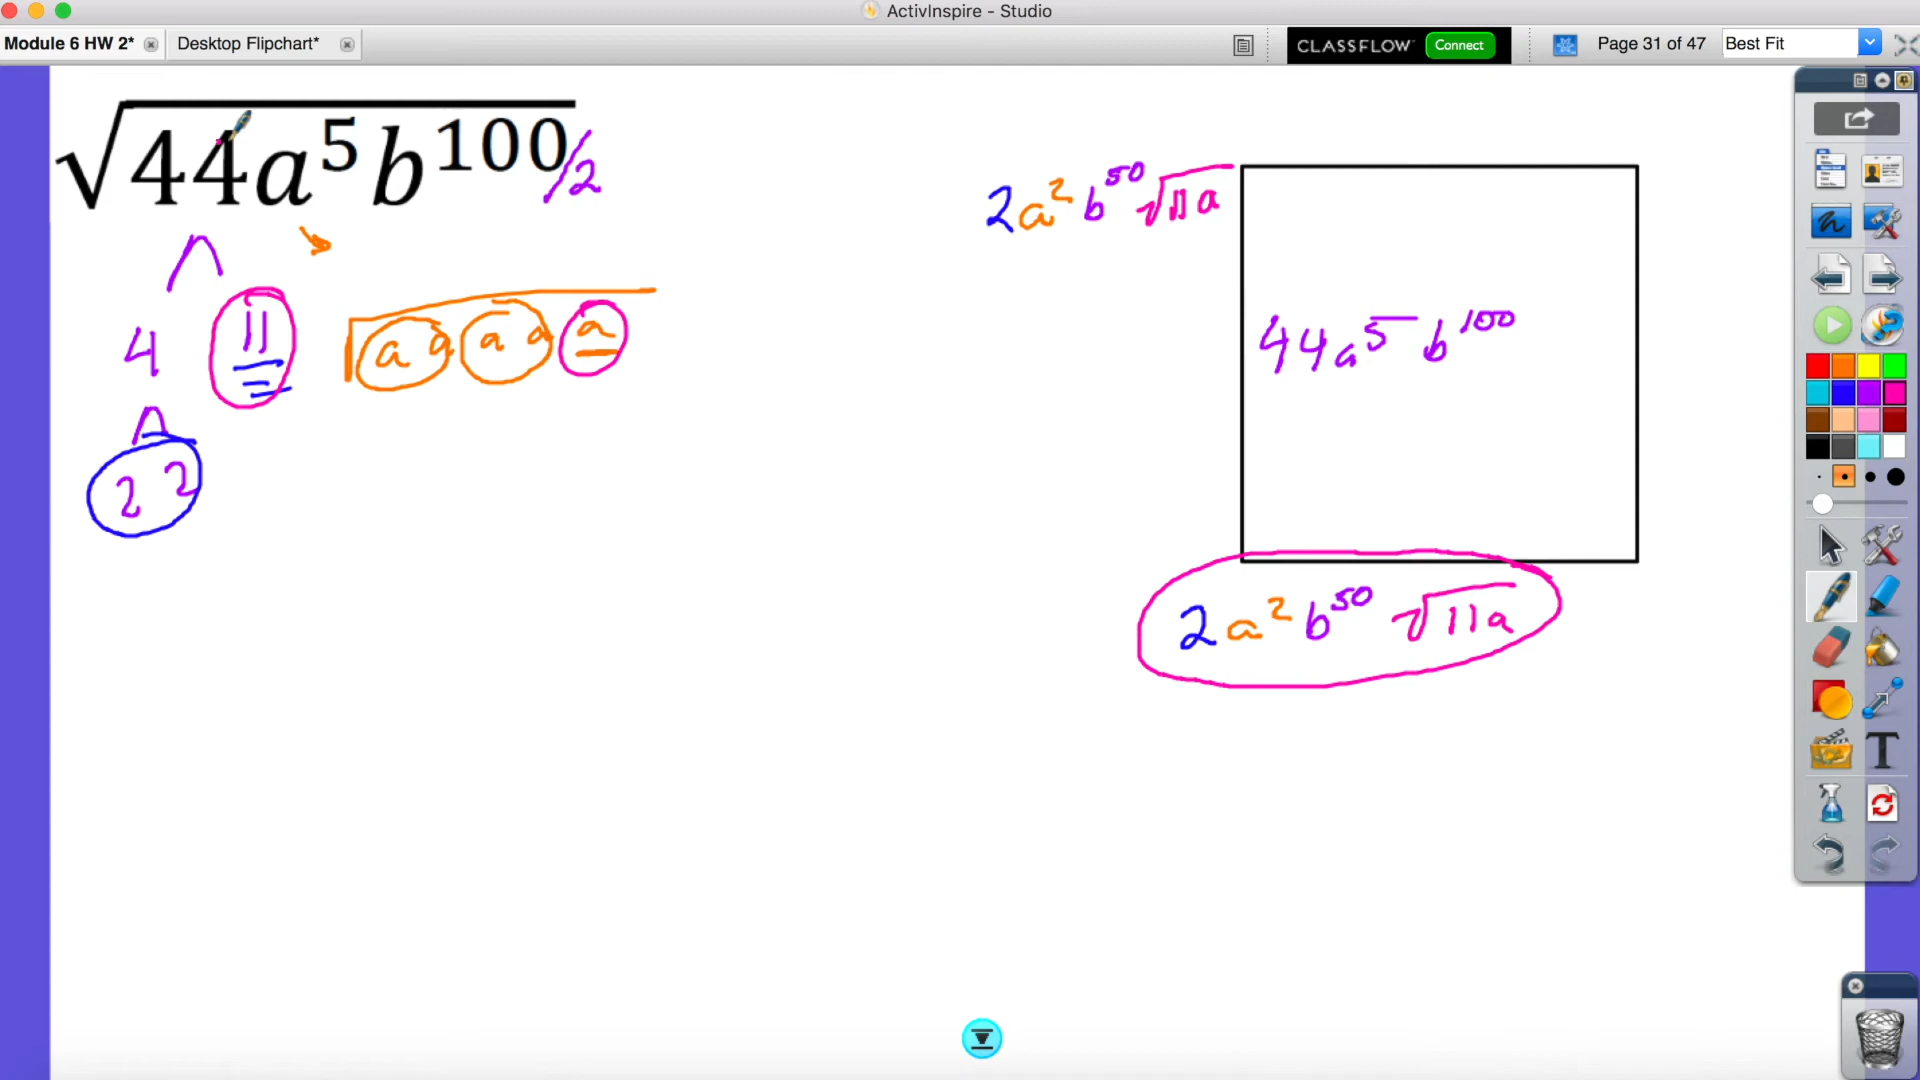 ActivInspire - Studio
Module 6 HW 2*
Desktop Flipchart*
CLASSFLOW
Connect
Page 31 of 47
Best Fit
√44a⁵b¹⁰⁰ /2
4 11
a a a a a
2 2
2a²b⁵⁰√11a
44a⁵b¹⁰⁰
2a²b⁵⁰√11a
T